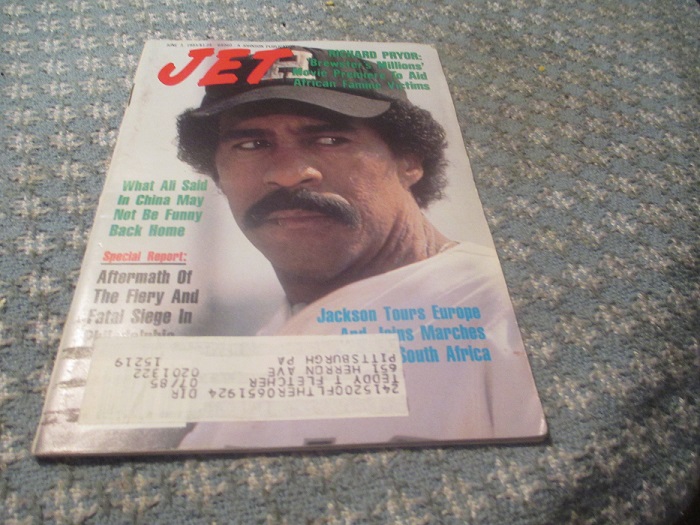 JET
RICHARD PRYOR:
'Brewster's Millions'
Movie Premiere To Aid
African Famine Victims
What Ali Said
In China May
Not Be Funny
Back Home
Special Report:
Aftermath Of
The Fiery And
Fatal Siege In
Philadelphia
Jackson Tours Europe
And Joins Marches
South Africa
2415200FLTHER0651924 DIR
TEDDY T FLETCHER 07/85
651 HERRON AVE 0201322
PITTSBURGH PA 15219